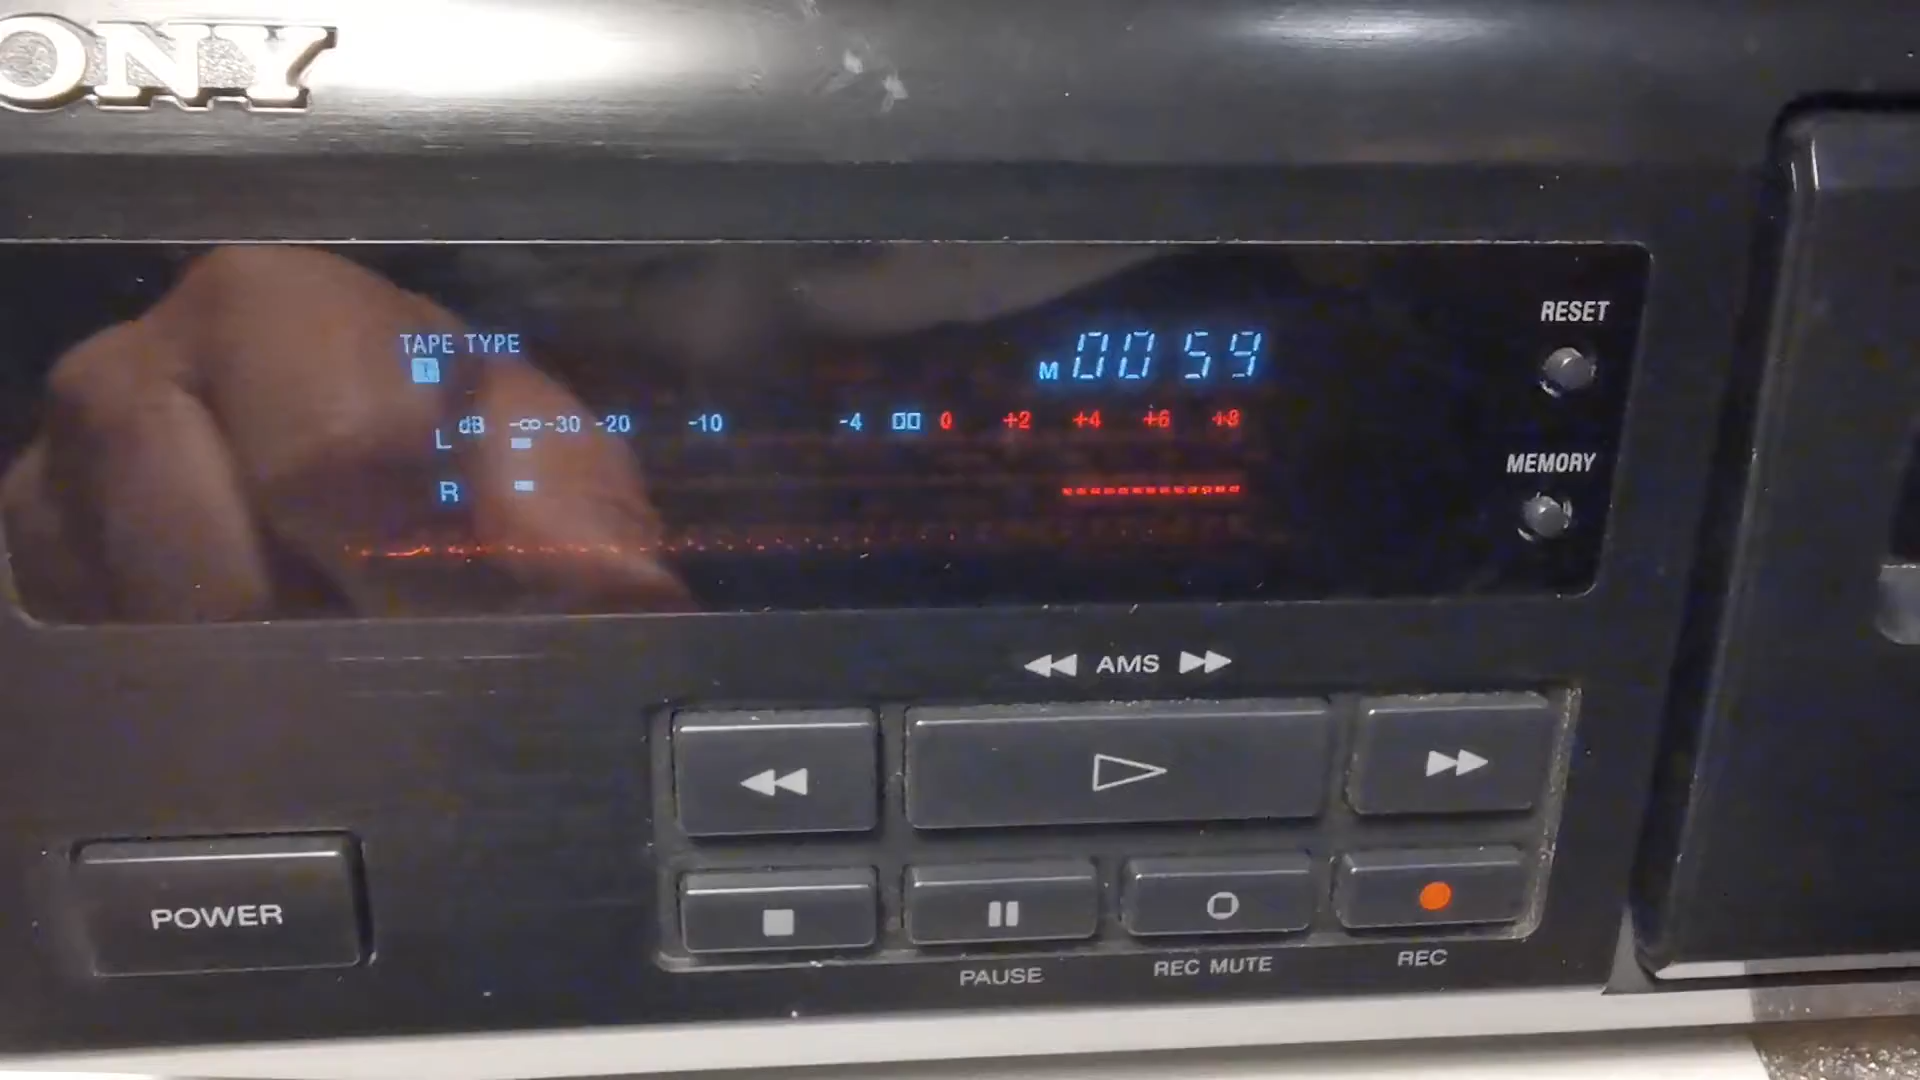 ONY
TAPE TYPE
I
M 00 59
RESET
dB -∞ -30 -20 -10 -4 0 +2 +4 +6 +8
L
R
MEMORY
AMS
POWER
PAUSE
REC MUTE
REC